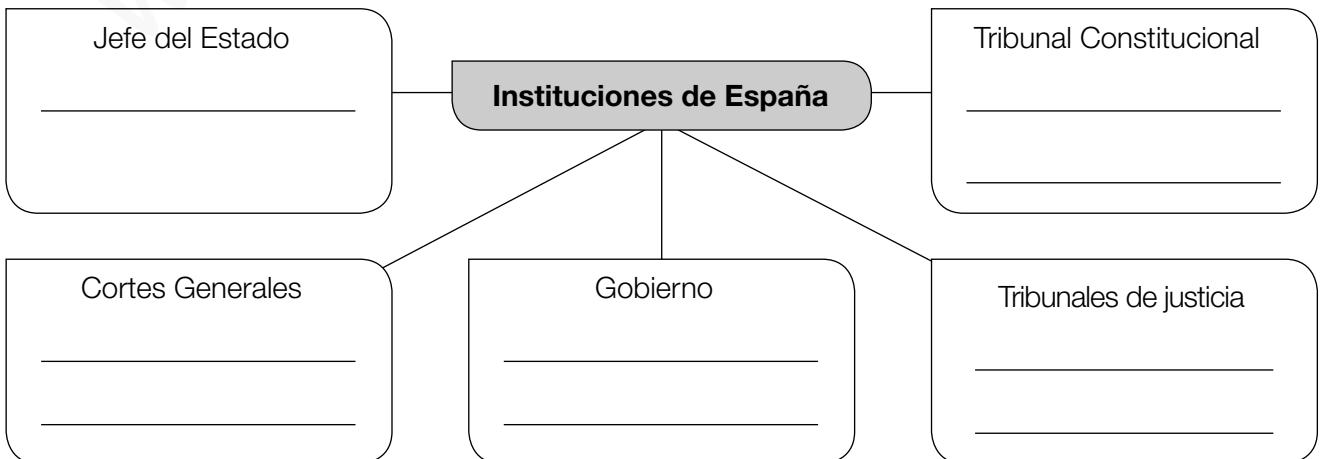 Jefe del Estado
Instituciones de España
Tribunal Constitucional
Cortes Generales
Gobierno
Tribunales de justicia